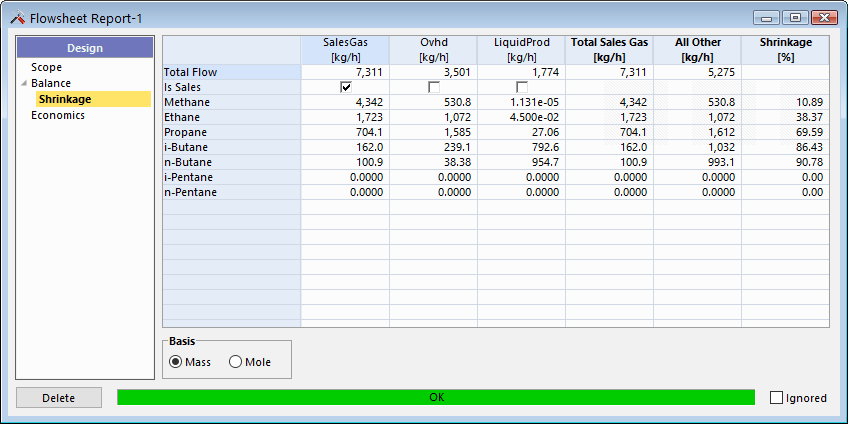 Flowsheet Report-1
Design
Scope
Balance
Shrinkage
Economics
SalesGas Ovhd LiquidProd Total Sales Gas All Other Shrinkage
[kg/h] [kg/h] [kg/h] [kg/h] [kg/h] [%]
Total Flow 7,311 3,501 1,774 7,311 5,275
Is Sales
Methane 4,342 530.8 1.131e-05 4,342 530.8 10.89
Ethane 1,723 1,072 4.500e-02 1,723 1,072 38.37
Propane 704.1 1,585 27.06 704.1 1,612 69.59
i-Butane 162.0 239.1 792.6 162.0 1,032 86.43
n-Butane 100.9 38.38 954.7 100.9 993.1 90.78
i-Pentane 0.0000 0.0000 0.0000 0.0000 0.0000 0.00
n-Pentane 0.0000 0.0000 0.0000 0.0000 0.0000 0.00
Basis
Mass Mole
Delete OK Ignored